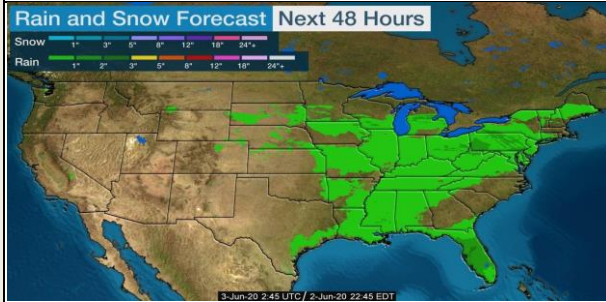 Rain and Snow Forecast Next 48 Hours
Snow
1" 3" 5" 8" 12" 18" 24"+
Rain
1" 2" 3" 5" 8" 12" 18" 24"+
3-Jun-20 2:45 UTC / 2-Jun-20 22:45 EDT